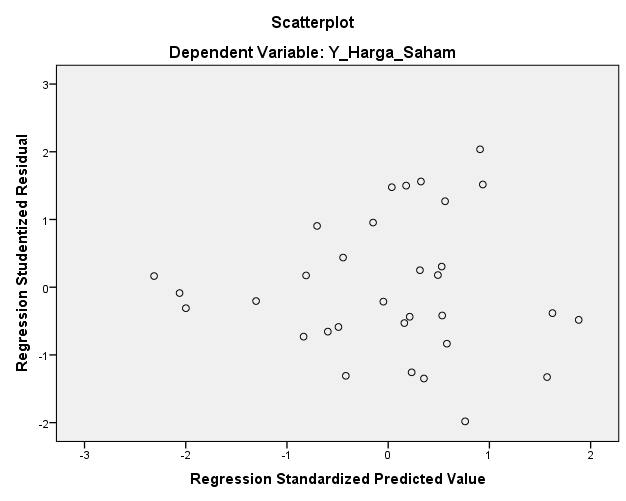 Scatterplot
Dependent Variable: Y_Harga_Saham
Regression Studentized Residual
3
2
1
0
-1
-2
-3 -2 -1 0 1 2
Regression Standardized Predicted Value